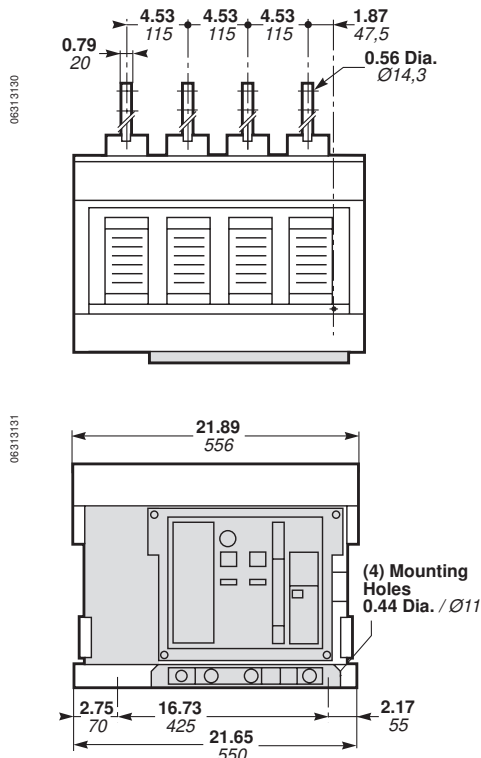 4.53 4.53 4.53 1.87
115 115 115 47,5
0.79
20
0.56 Dia.
Ø14,3
06313130
06313131
21.89
556
(4) Mounting
Holes
0.44 Dia. / Ø11
2.75 16.73 2.17
70 425 55
21.65
550